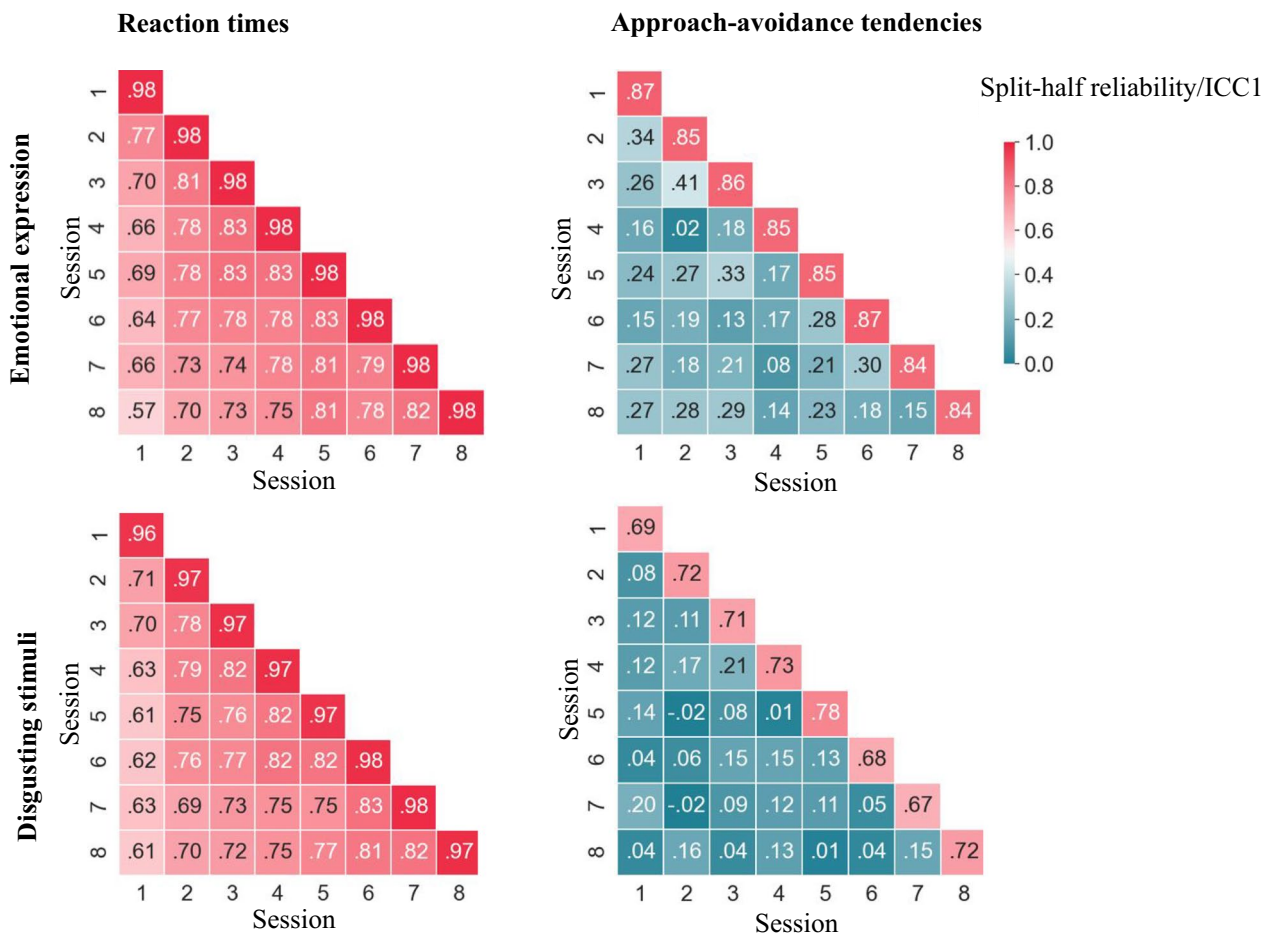 Reaction times
Approach-avoidance tendencies
Split-half reliability/ICC1
1.0
0.8
0.6
0.4
0.2
0.0
Emotional expression
Session
1 .98
2 .77 .98
3 .70 .81 .98
4 .66 .78 .83 .98
5 .69 .78 .83 .83 .98
6 .64 .77 .78 .78 .83 .98
7 .66 .73 .74 .78 .81 .79 .98
8 .57 .70 .73 .75 .81 .78 .82 .98
1 2 3 4 5 6 7 8
Session
Session
1 .87
2 .34 .85
3 .26 .41 .86
4 .16 .02 .18 .85
5 .24 .27 .33 .17 .85
6 .15 .19 .13 .17 .28 .87
7 .27 .18 .21 .08 .21 .30 .84
8 .27 .28 .29 .14 .23 .18 .15 .84
1 2 3 4 5 6 7 8
Session
Disgusting stimuli
Session
1 .96
2 .71 .97
3 .70 .78 .97
4 .63 .79 .82 .97
5 .61 .75 .76 .82 .97
6 .62 .76 .77 .82 .82 .98
7 .63 .69 .73 .75 .75 .83 .98
8 .61 .70 .72 .75 .77 .81 .82 .97
1 2 3 4 5 6 7 8
Session
Session
1 .69
2 .08 .72
3 .12 .11 .71
4 .12 .17 .21 .73
5 .14 -.02 .08 .01 .78
6 .04 .06 .15 .15 .13 .68
7 .20 -.02 .09 .12 .11 .05 .67
8 .04 .16 .04 .13 .01 .04 .15 .72
1 2 3 4 5 6 7 8
Session